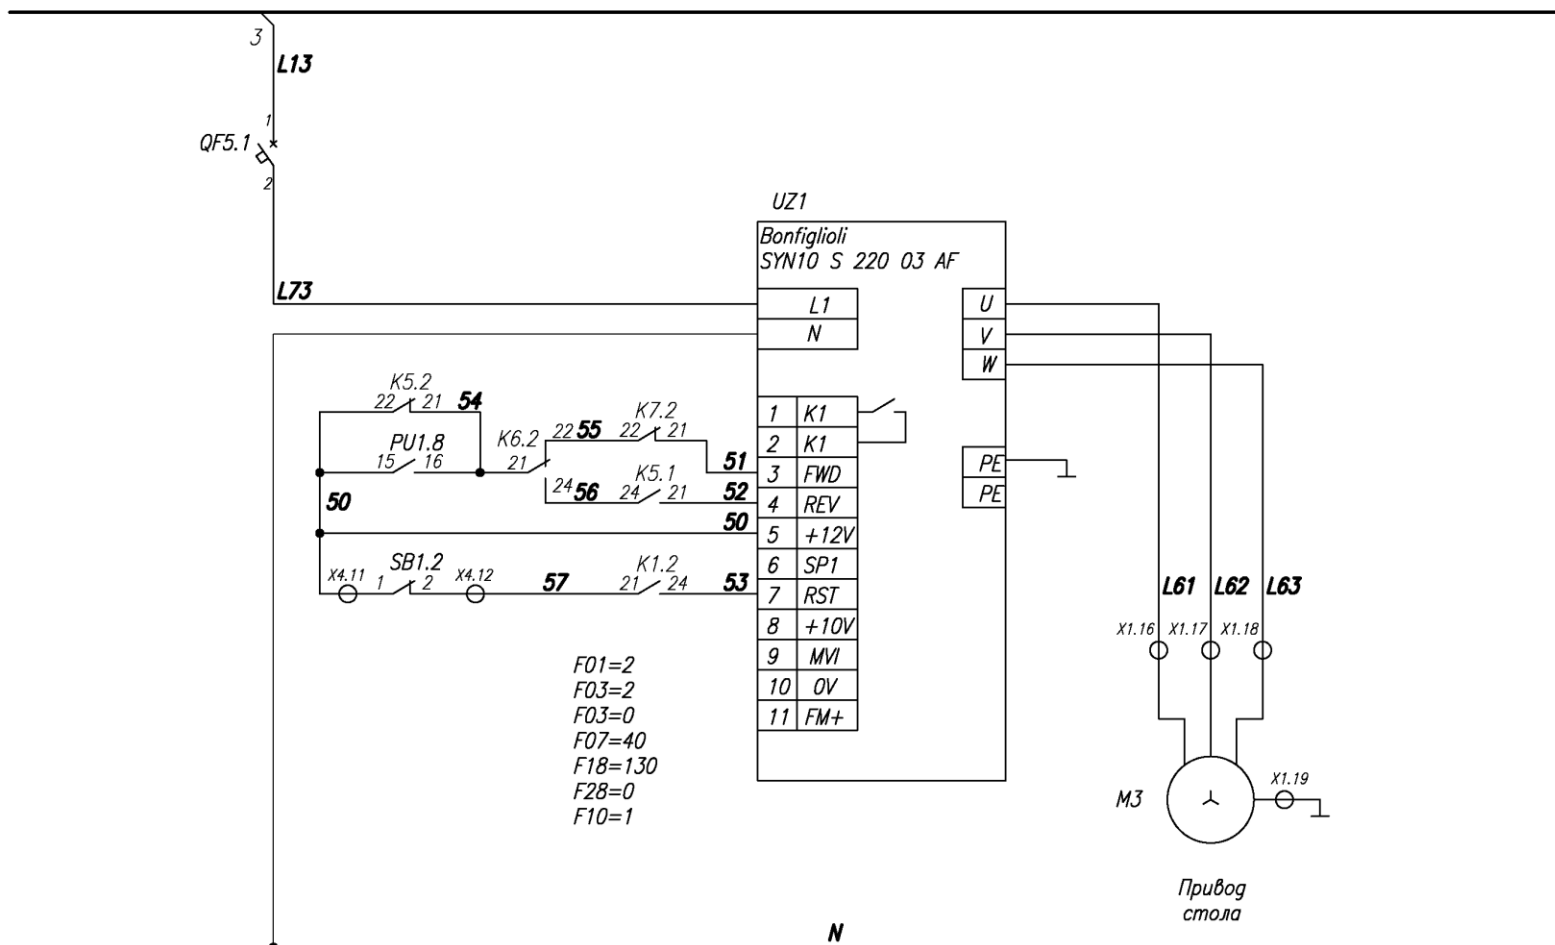 3
L13
1
QF5.1
2
UZ1
Bonfiglioli
SYN10 S 220 03 AF
L73
L1
U
N
V
W
K5.2
22 21 54
K7.2
1 K1
PU1.8
K6.2
22 55 22 21
2 K1
15 16
21
51
3 FWD
PE
K5.1
24 56 24 21
52
4 REV
PE
50
50
5 +12V
SB1.2
K1.2
6 SP1
X4.11 1 2 X4.12
57
21 24
53
7 RST
L61 L62 L63
8 +10V
X1.16 X1.17 X1.18
9 MVI
10 0V
11 FM+
F01=2
F03=2
F03=0
F07=40
F18=130
F28=0
F10=1
X1.19
M3
Привод
стола
N